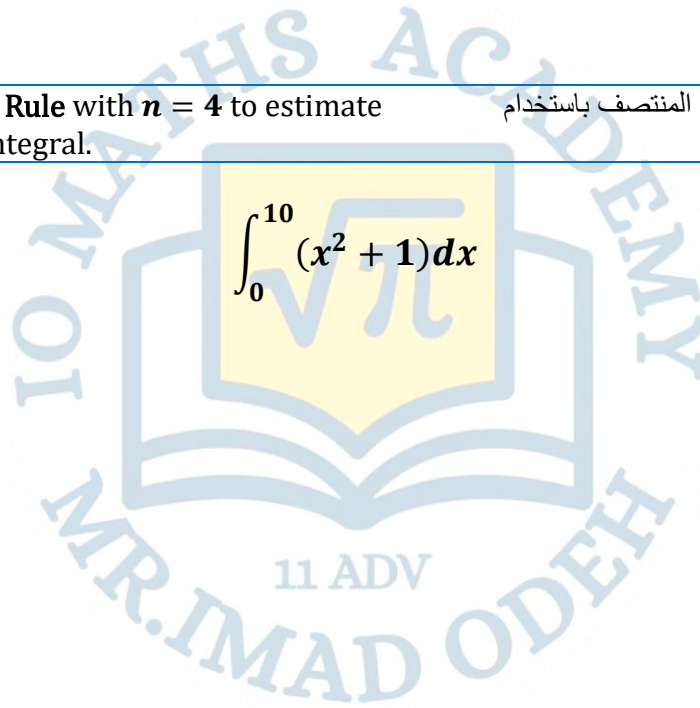 Rule with n = 4 to estimate
المنتصف باستخدام
ntegral.
∫₀¹⁰ (x² + 1)dx
√π
IO MATHS ACADEMY
11 ADV
MR.IMAD ODEH